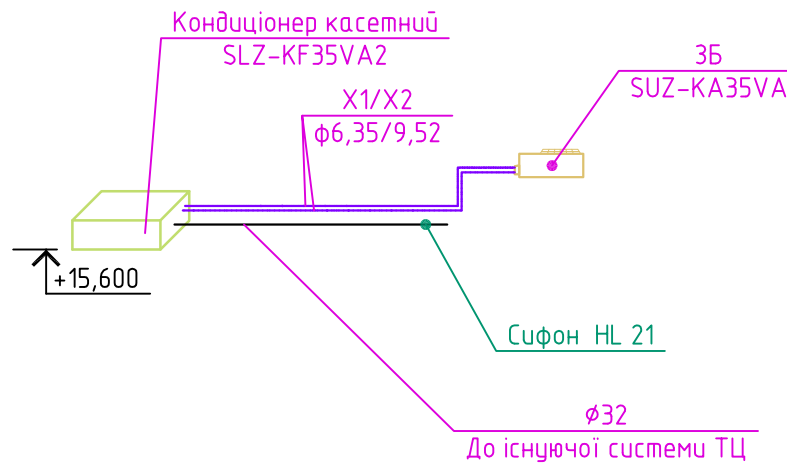 Кондиціонер касетний
SLZ-KF35VA2
ЗБ
SUZ-KA35VA
X1/X2
ф6,35/9,52
+15,600
Сифон HL 21
⌀32
До існуючої системи ТЦ